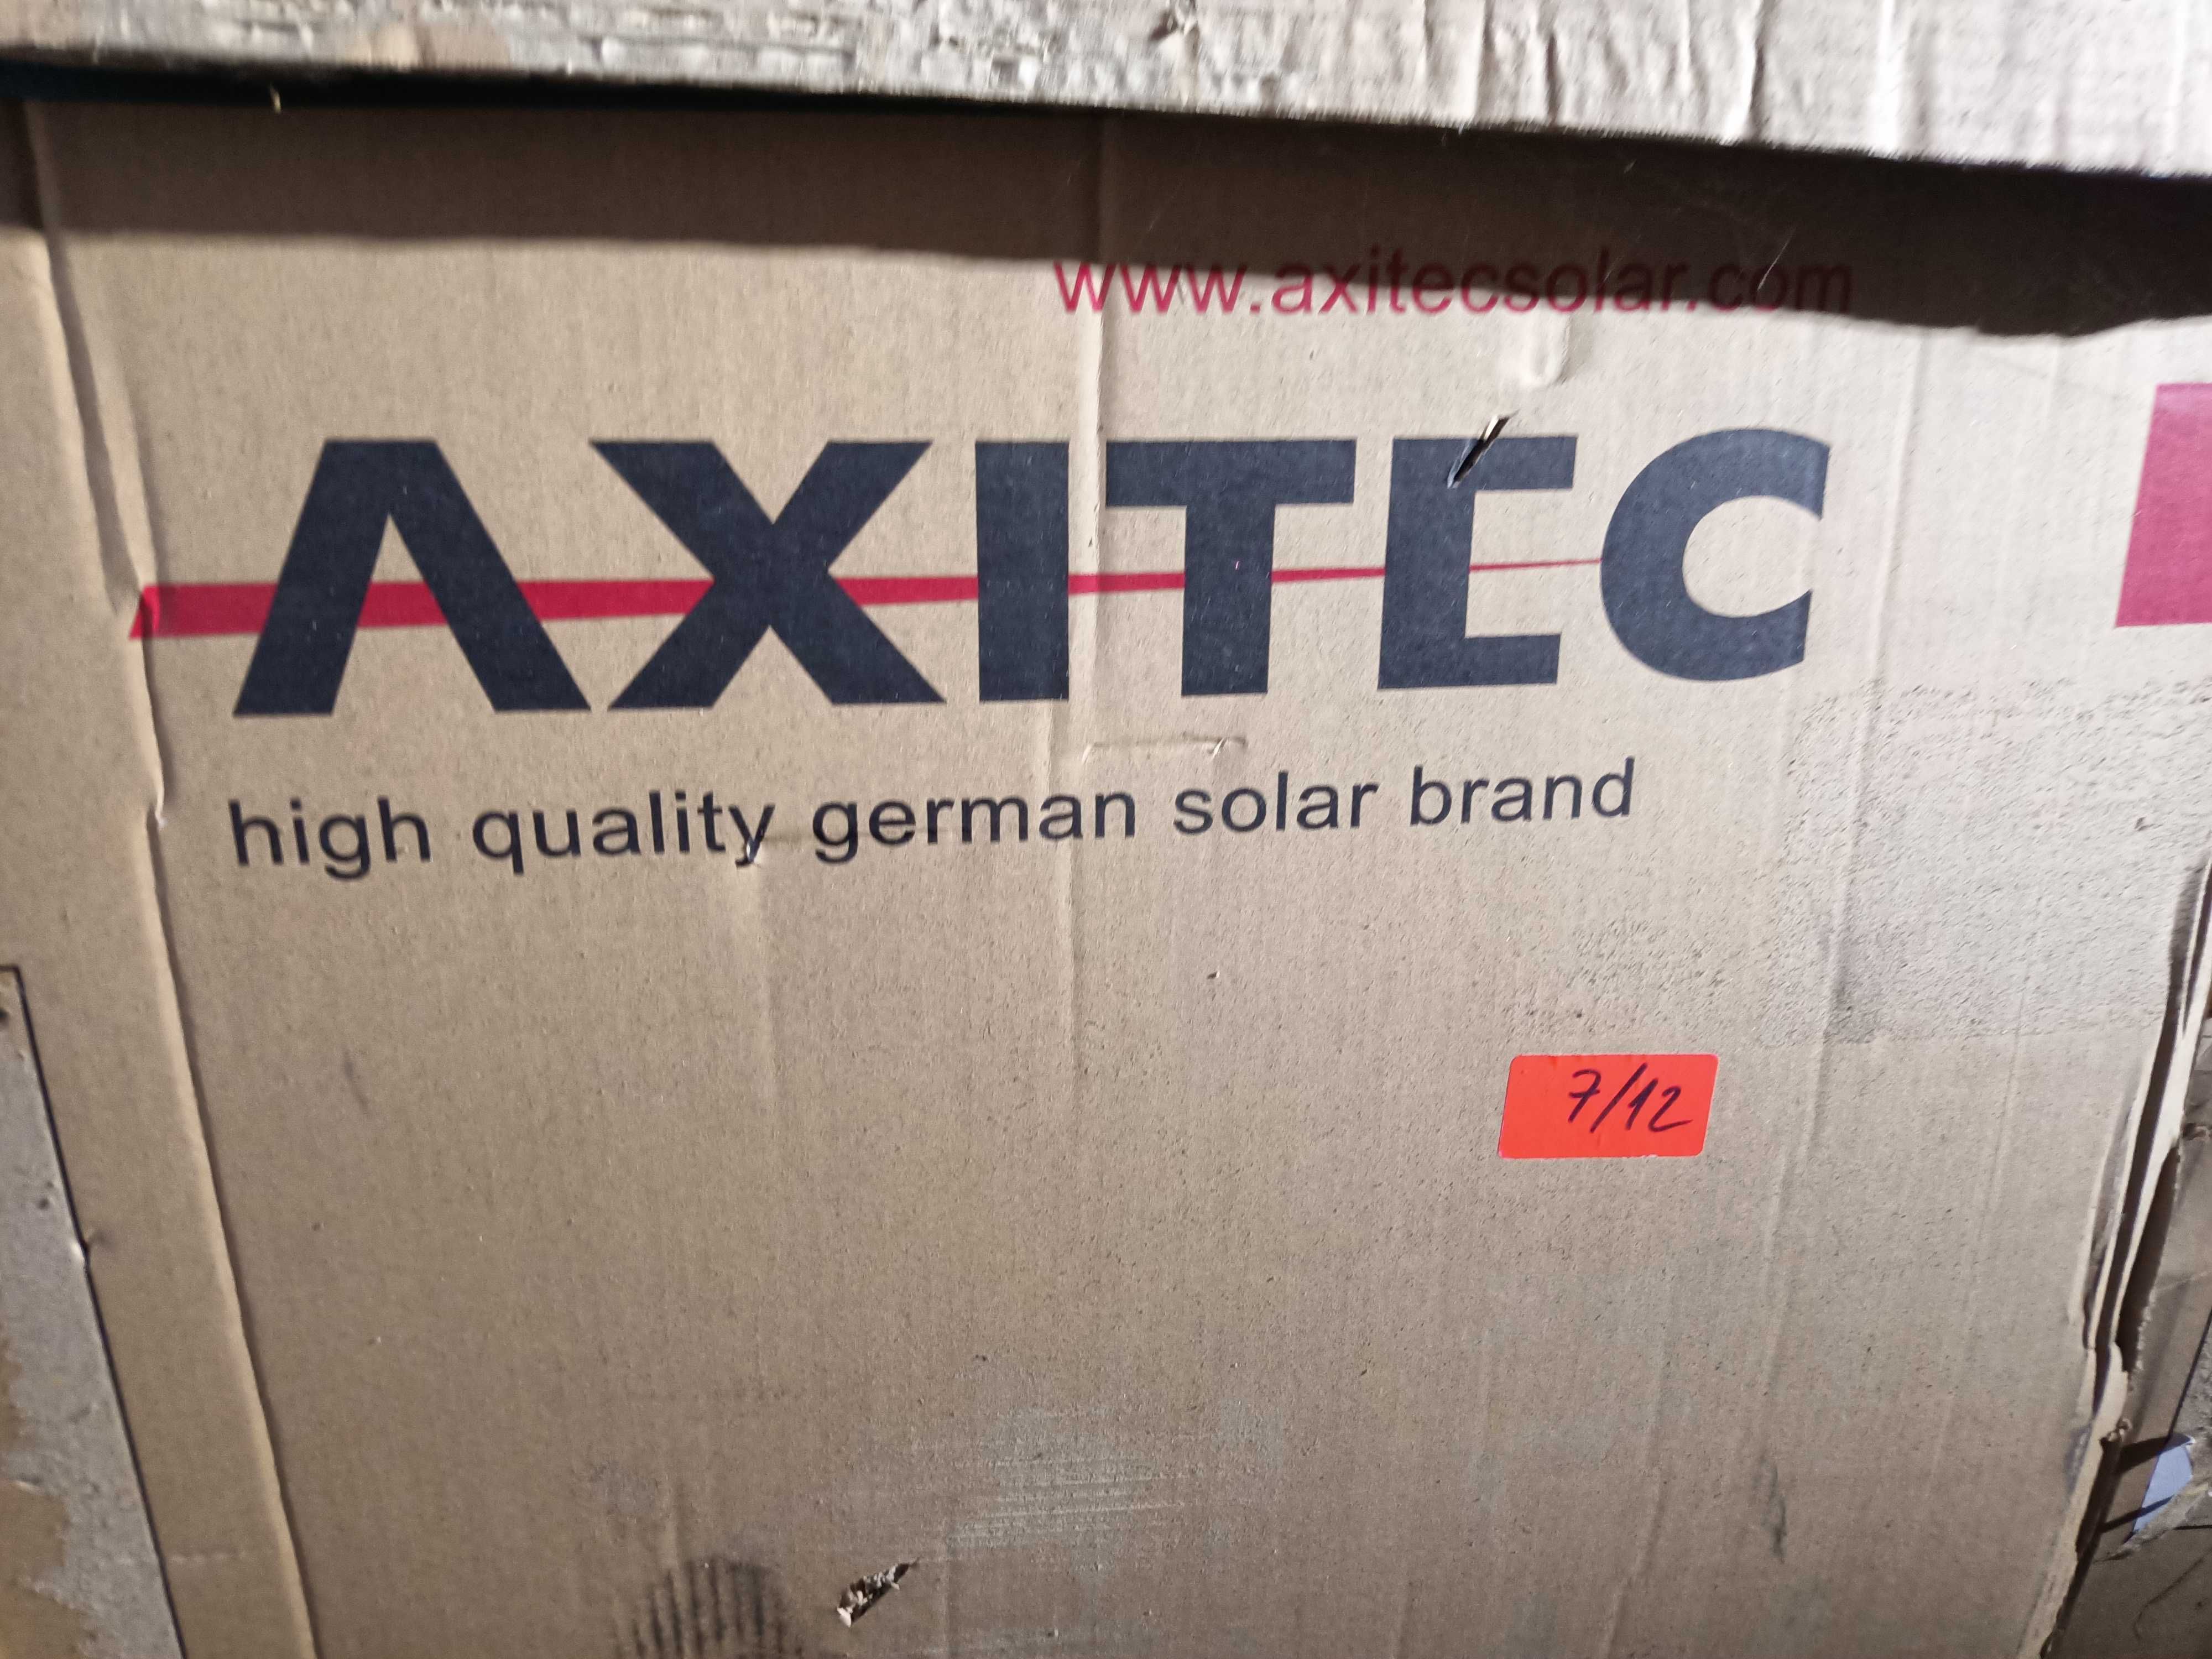 www.axitecsolar.com
AXITEC
high quality german solar brand
7/12